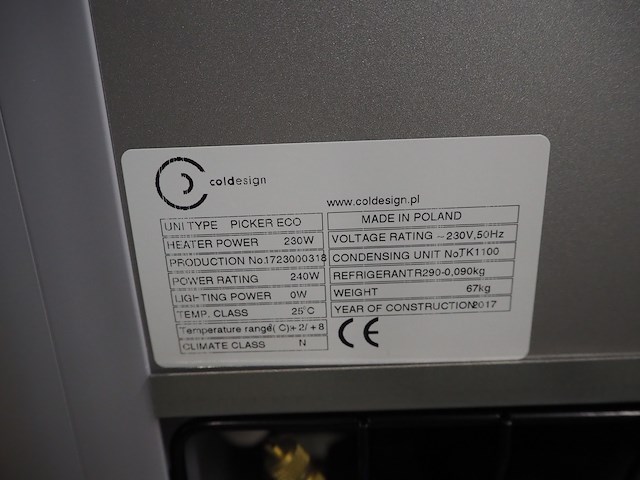 coldesign
www.coldesign.pl
UNI TYPE PICKER ECO
HEATER POWER 230W
PRODUCTION No.1723000318
POWER RATING 240W
LIGHTING POWER 0W
TEMP. CLASS 25°C
Temperature range(°C)+2/+8
CLIMATE CLASS N
MADE IN POLAND
VOLTAGE RATING ~230V,50Hz
CONDENSING UNIT NoTK1100
REFRIGERANTR290-0,090kg
WEIGHT 67kg
YEAR OF CONSTRUCTION2017
CE